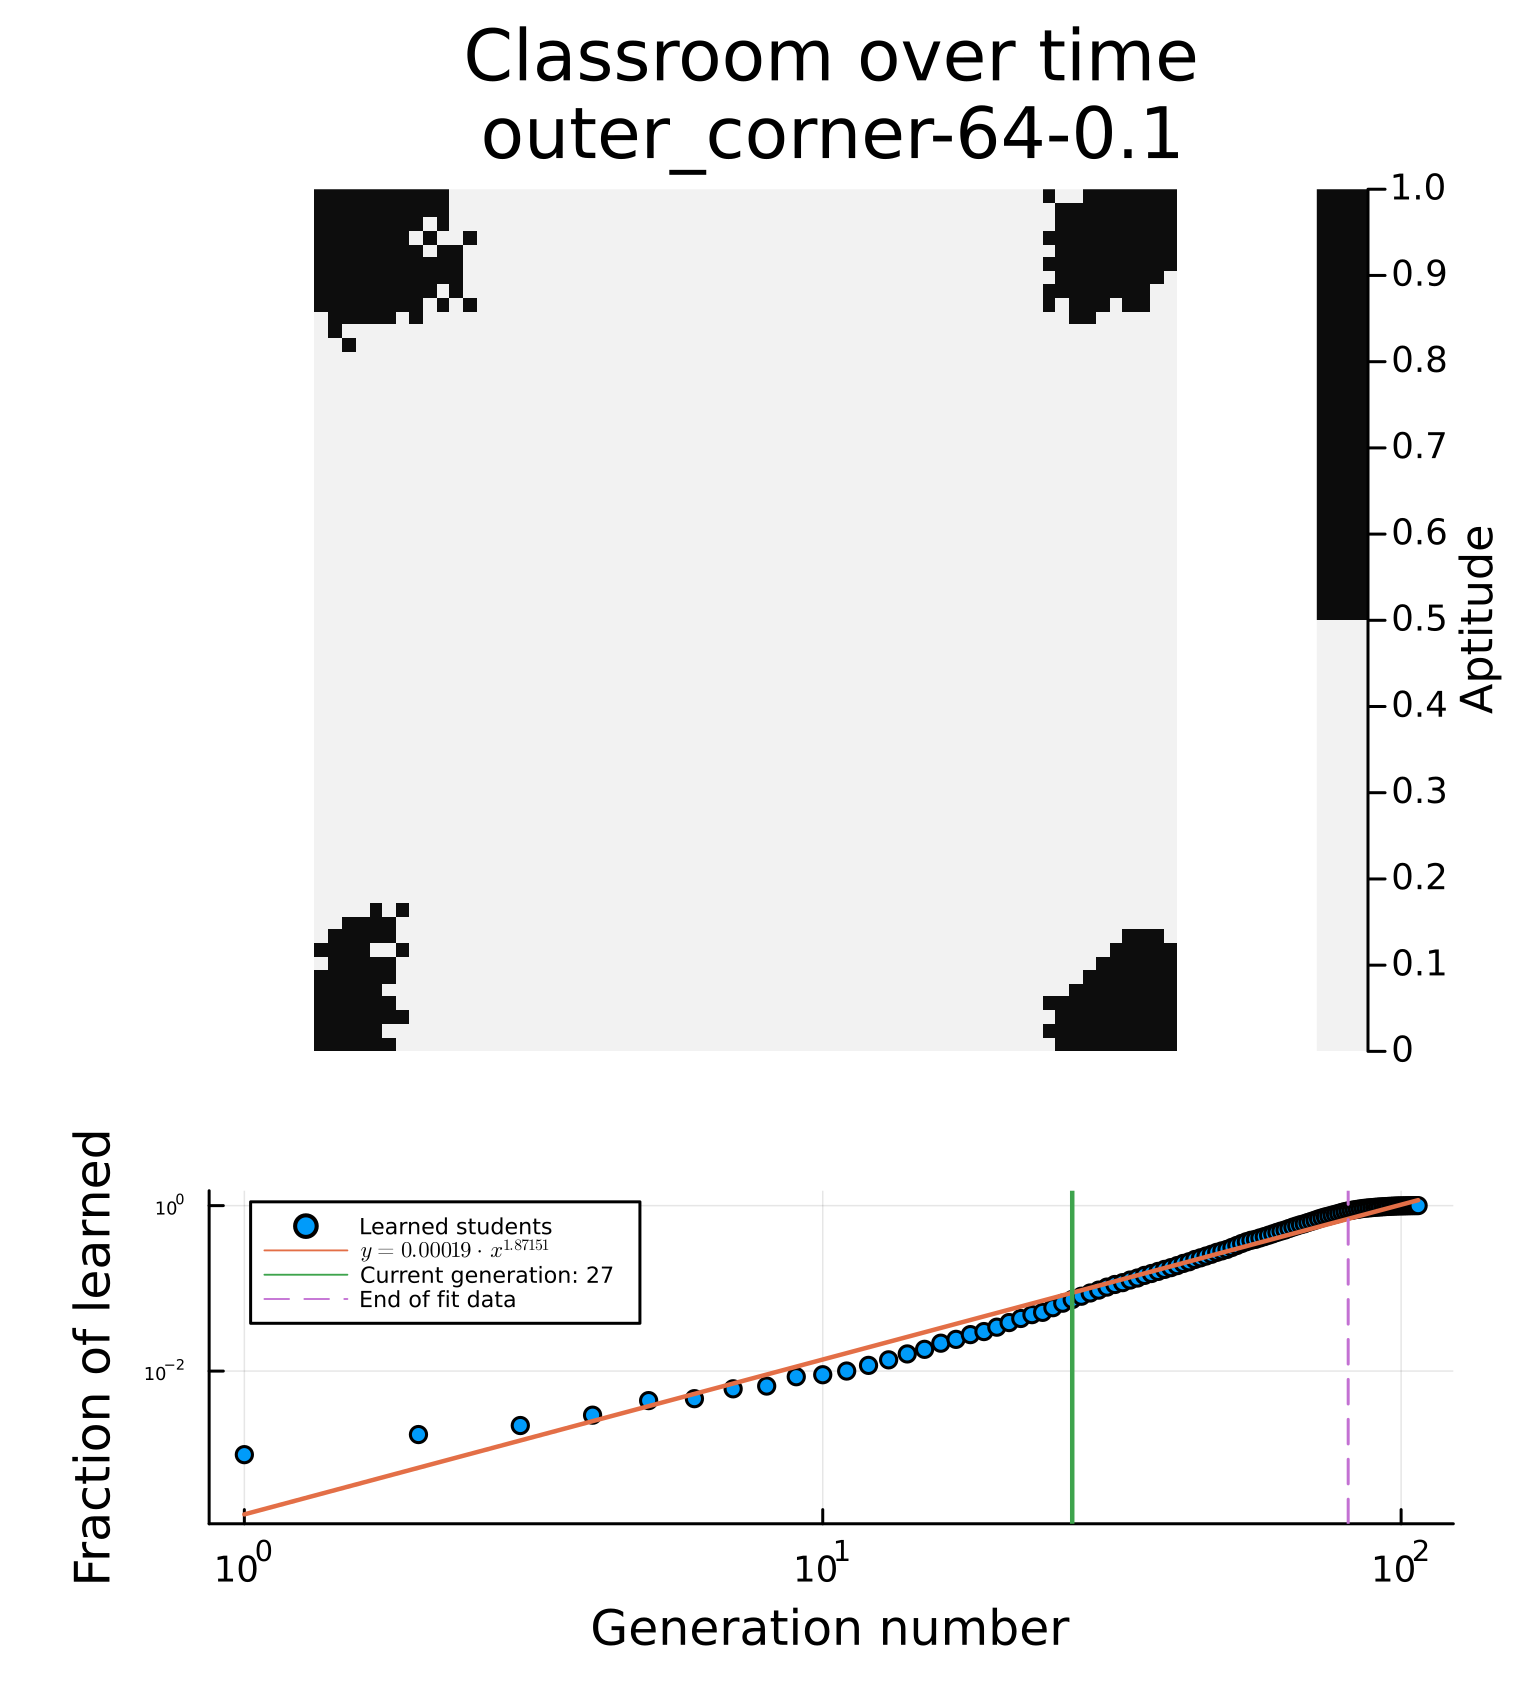 Classroom over time
outer_corner-64-0.1
1.0
0.9
0.8
0.7
0.6
0.5
0.4
0.3
0.2
0.1
0
Aptitude
Fraction of learned
10⁰
10⁻²
Learned students
y = 0.00019 · x^1.87151
Current generation: 27
End of fit data
10⁰
10¹
10²
Generation number